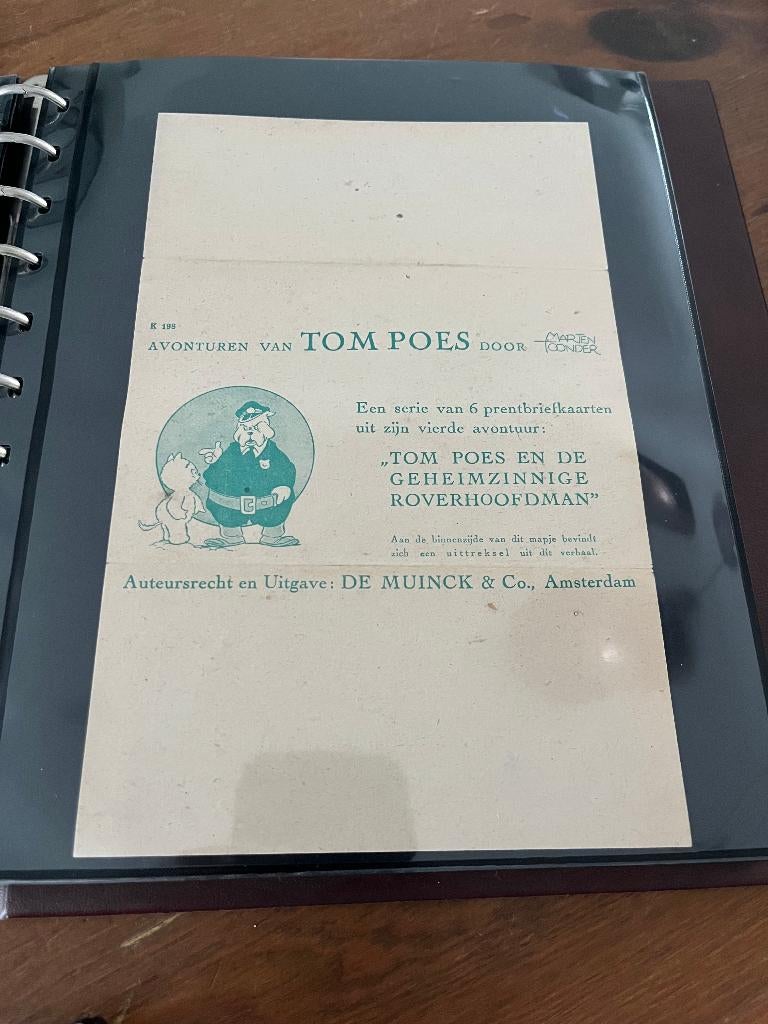 K 198
AVONTUREN VAN TOM POES DOOR MARTEN TOONDER
Een serie van 6 prentbriefkaarten
uit zijn vierde avontuur:
„TOM POES EN DE
GEHEIMZINNIGE
ROVERHOOFDMAN”
Aan de binnenzijde van dit mapje bevindt
zich een uittreksel uit dit verhaal.
Auteursrecht en Uitgave: DE MUINCK & Co., Amsterdam